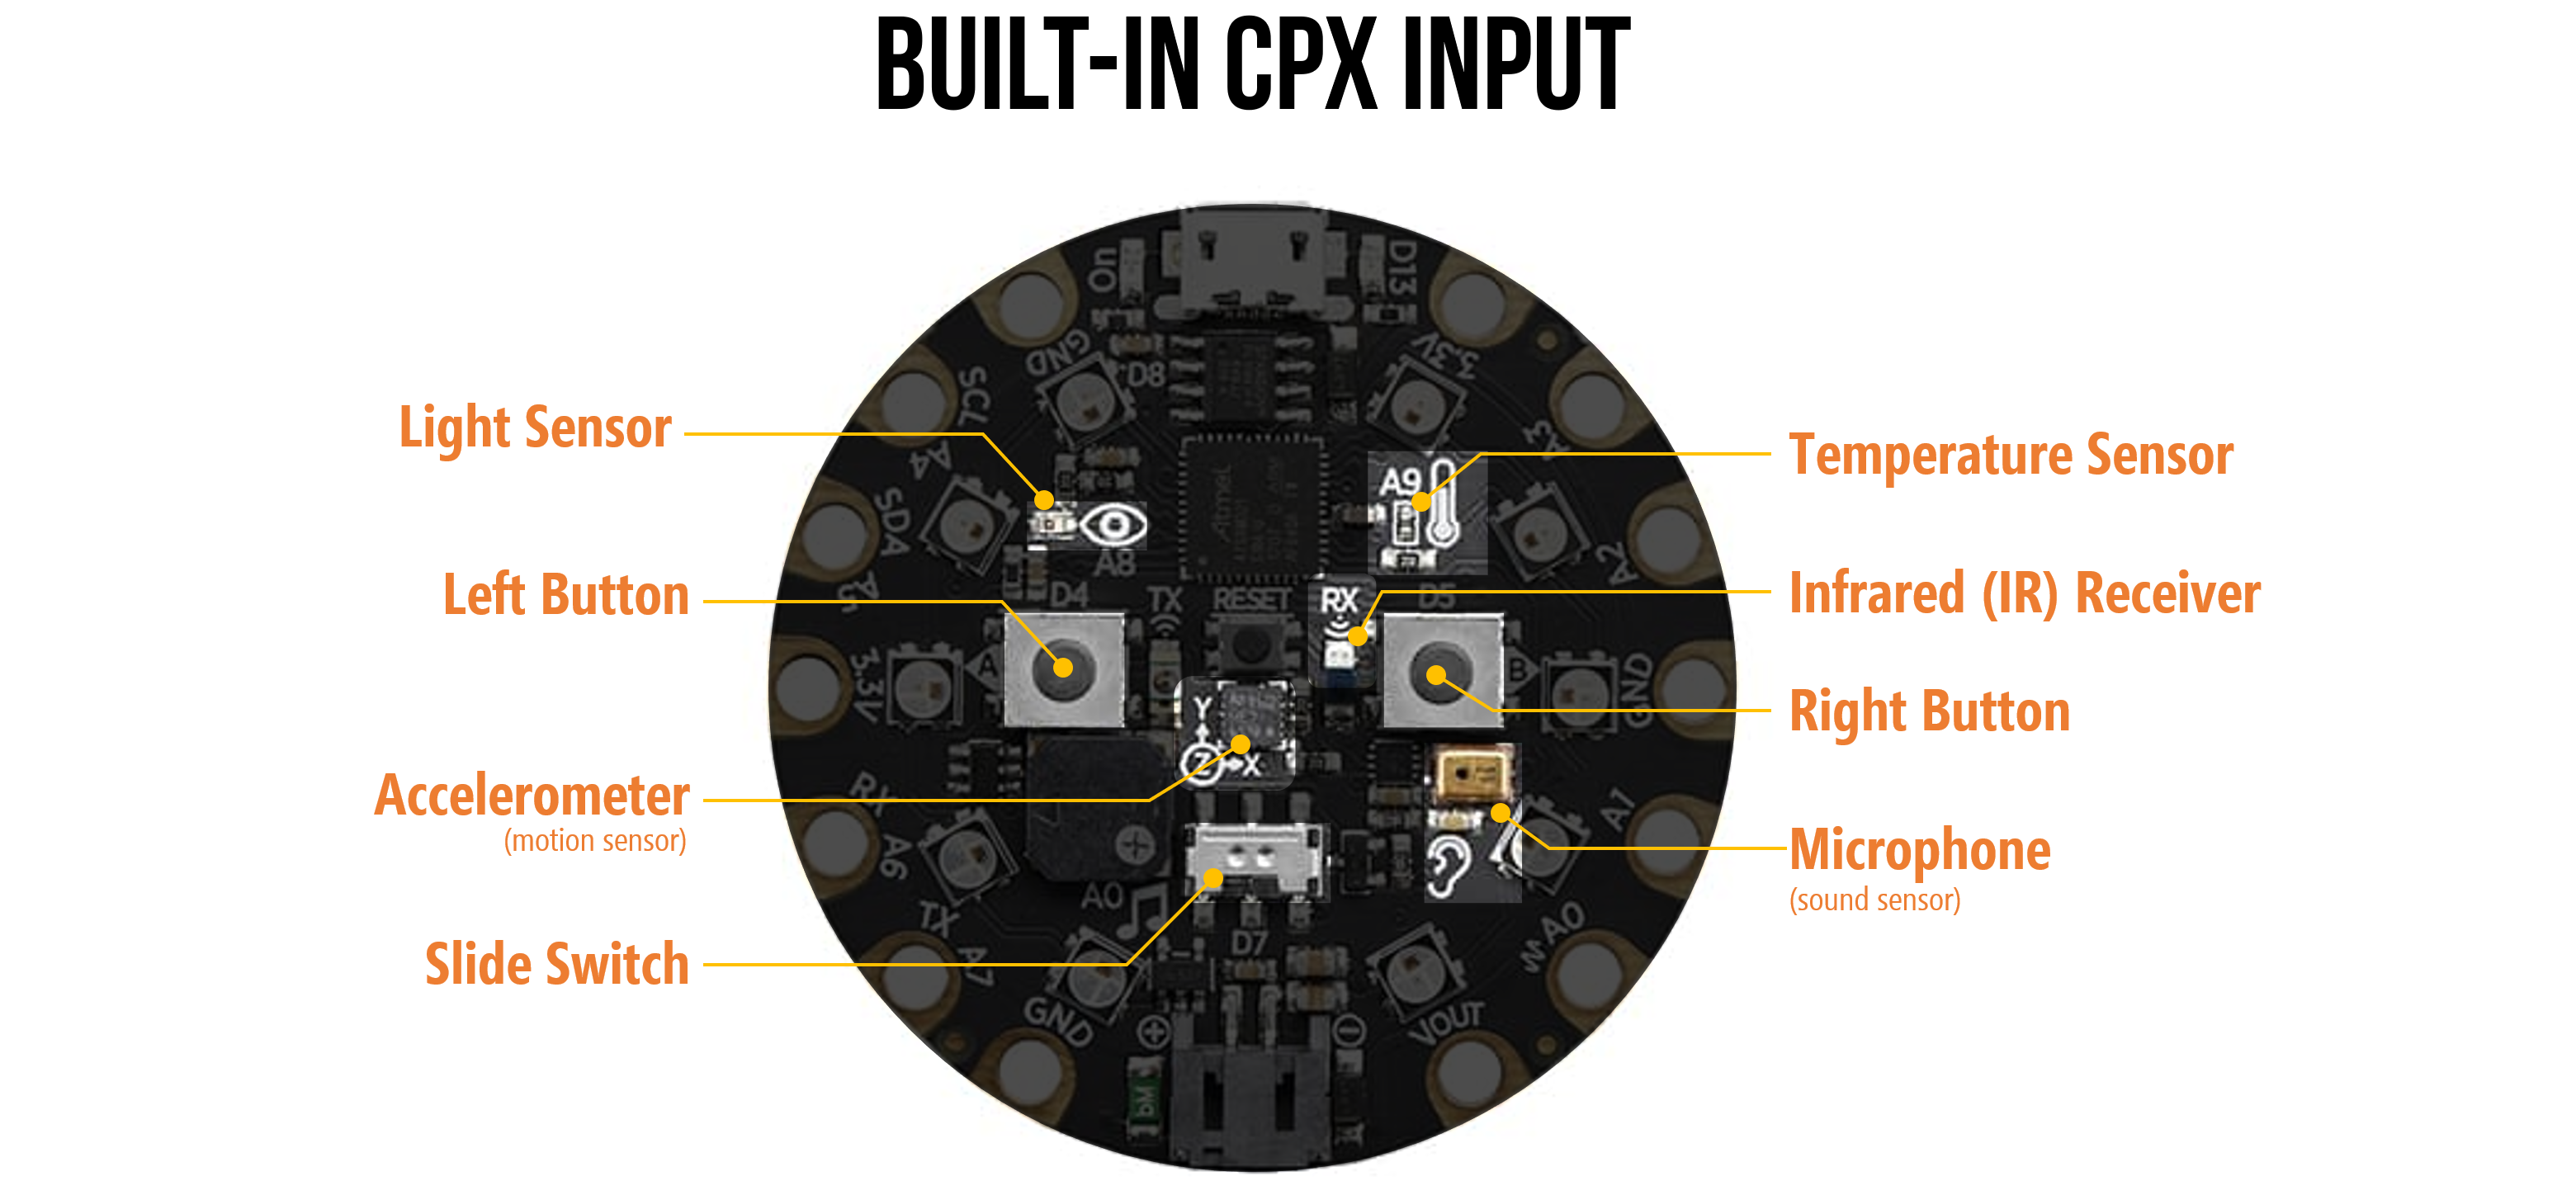 BUILT-IN CPX INPUT
Light Sensor
Left Button
Accelerometer
(motion sensor)
Slide Switch
Temperature Sensor
Infrared (IR) Receiver
Right Button
Microphone
(sound sensor)
On
D13
GND
D8
3.3V
SCL
A4
A3
SDA
A5
A9
A8
A2
D4
TX
RESET
RX
D5
Atmel
3.3V
A
B
GND
Y
Z
X
RX
A6
A1
A0
TX
A7
D7
A0
GND
VOUT